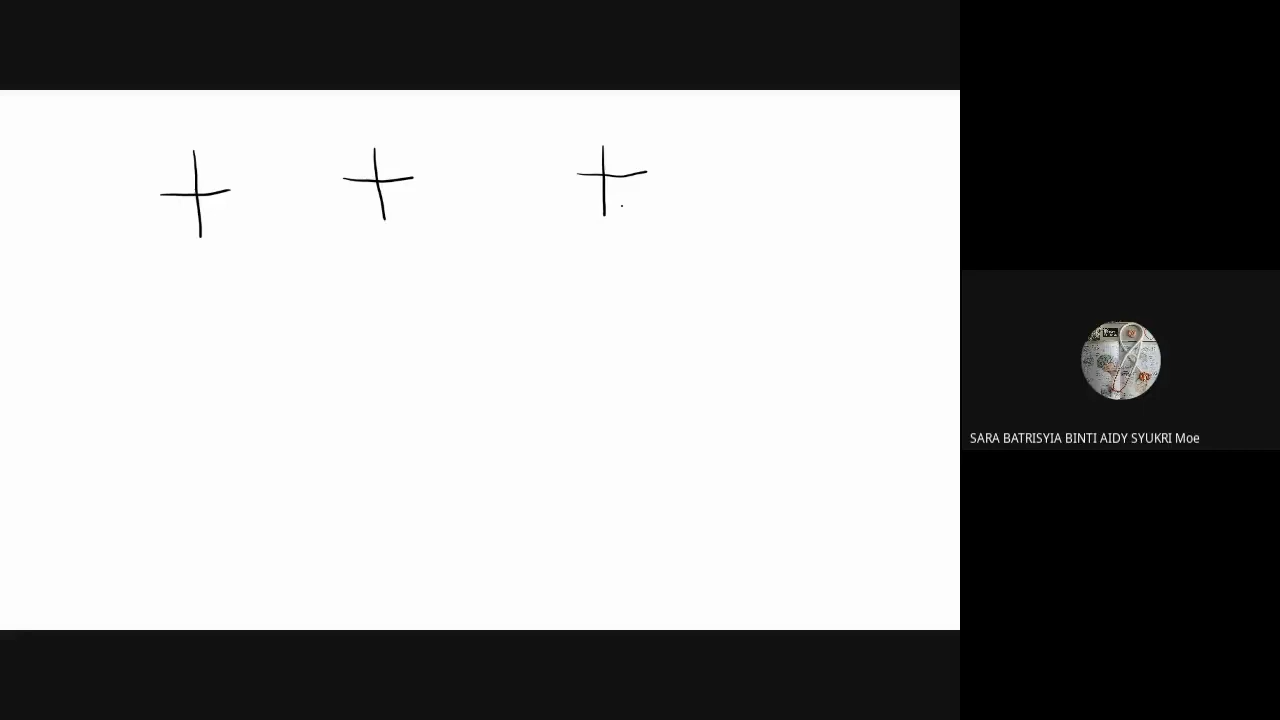 + + +
SARA BATRISYIA BINTI AIDY SYUKRI Moe